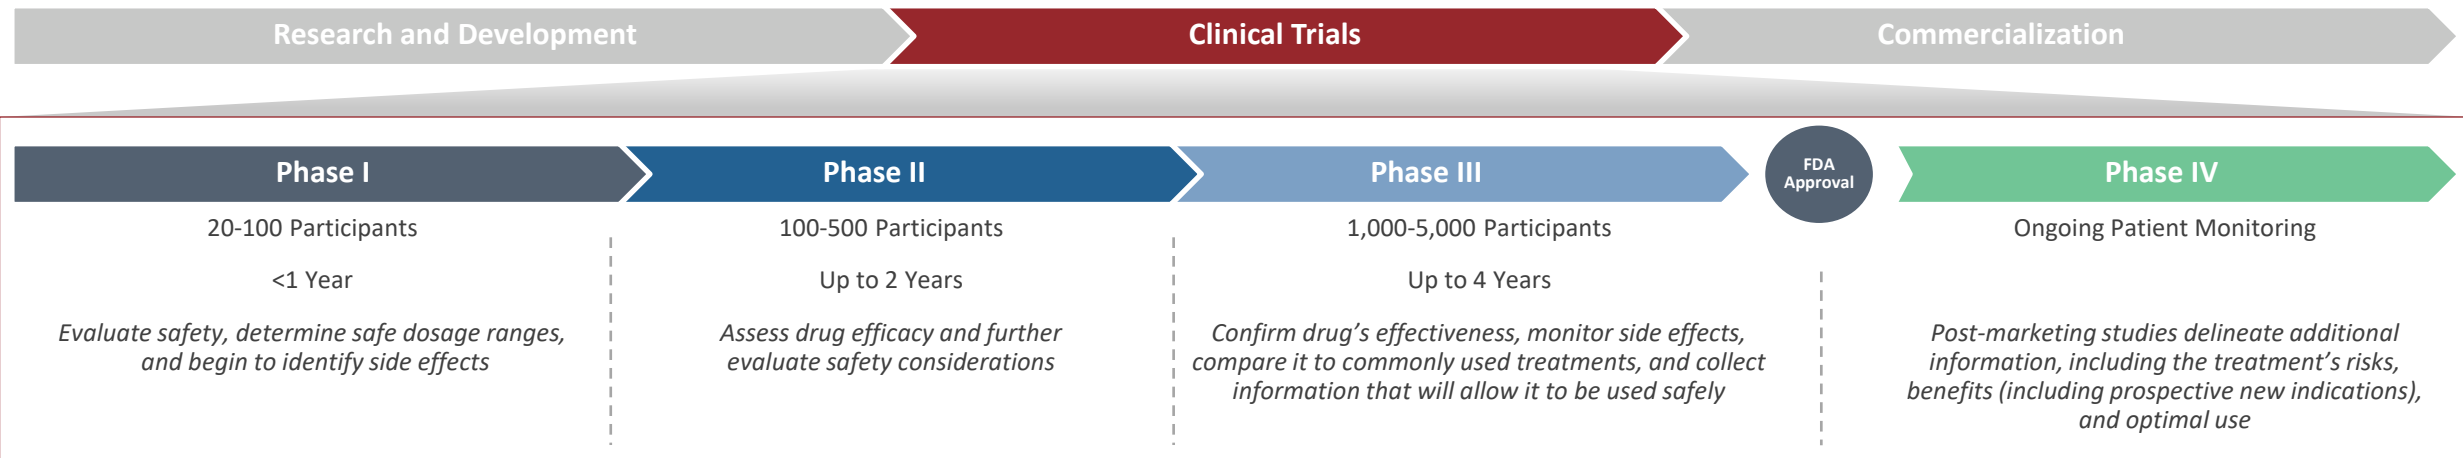 Research and Development
Clinical Trials
Commercialization
Phase I
Phase II
Phase III
FDA
Approval
Phase IV
20-100 Participants
<1 Year
Evaluate safety, determine safe dosage ranges,
and begin to identify side effects
100-500 Participants
Up to 2 Years
Assess drug efficacy and further
evaluate safety considerations
1,000-5,000 Participants
Up to 4 Years
Confirm drug’s effectiveness, monitor side effects,
compare it to commonly used treatments, and collect
information that will allow it to be used safely
Ongoing Patient Monitoring
Post-marketing studies delineate additional
information, including the treatment’s risks,
benefits (including prospective new indications),
and optimal use